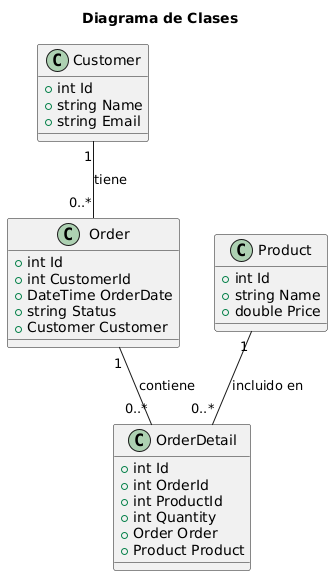 Diagrama de Clases
C Customer
int Id
string Name
string Email
1
tiene
0..*
C Order
int Id
int CustomerId
DateTime OrderDate
string Status
Customer Customer
C Product
int Id
string Name
double Price
1
contiene
0..*
1
incluido en
0..*
C OrderDetail
int Id
int OrderId
int ProductId
int Quantity
Order Order
Product Product